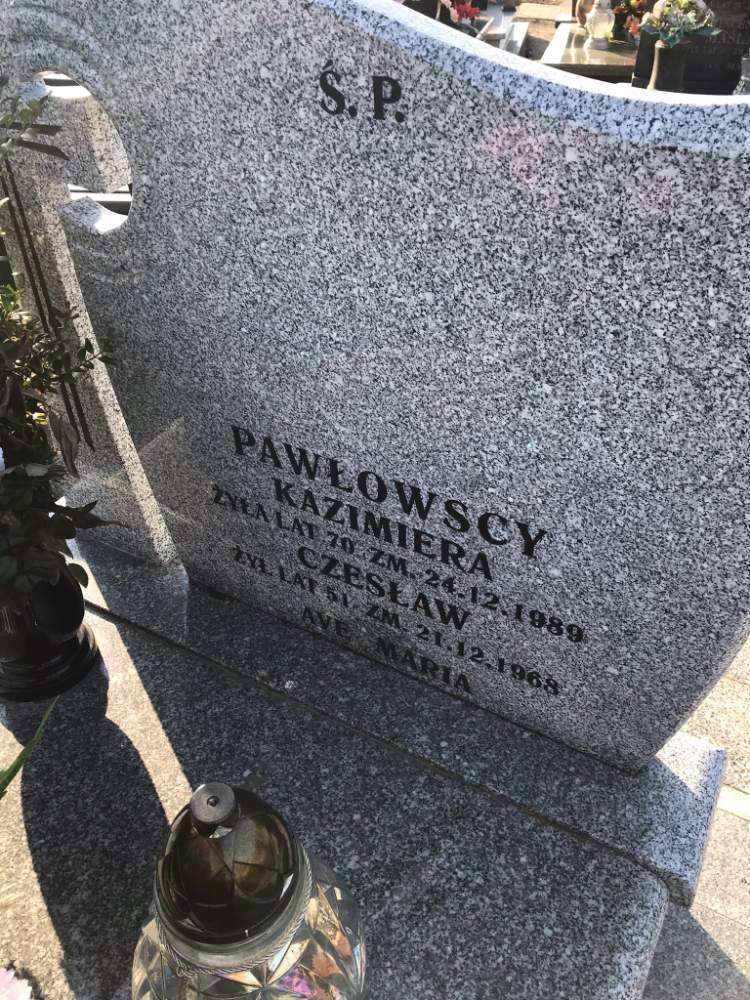 Ś. P.
PAWŁOWSCY
KAZIMIERA
ŻYŁA LAT 70. ZM. 24.12.1989
CZESŁAW
ŻYŁ LAT 51. ZM. 21.12.1968
AVE MARIA